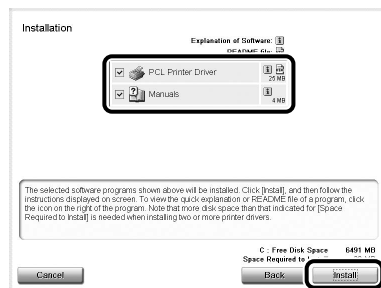 Installation
Explanation of Software:
README file:
PCL Printer Driver
25 MB
Manuals
4 MB
The selected software programs shown above will be installed. Click [Install], and then follow the
instructions displayed on screen. To view the quick explanation or README file of a program, click
the icon on the right of the program. Note that more disk space than that indicated for [Space
Required to Install] is needed when installing two or more printer drivers.
C : Free Disk Space 6491 MB
Space Required to
Cancel
Back
Install